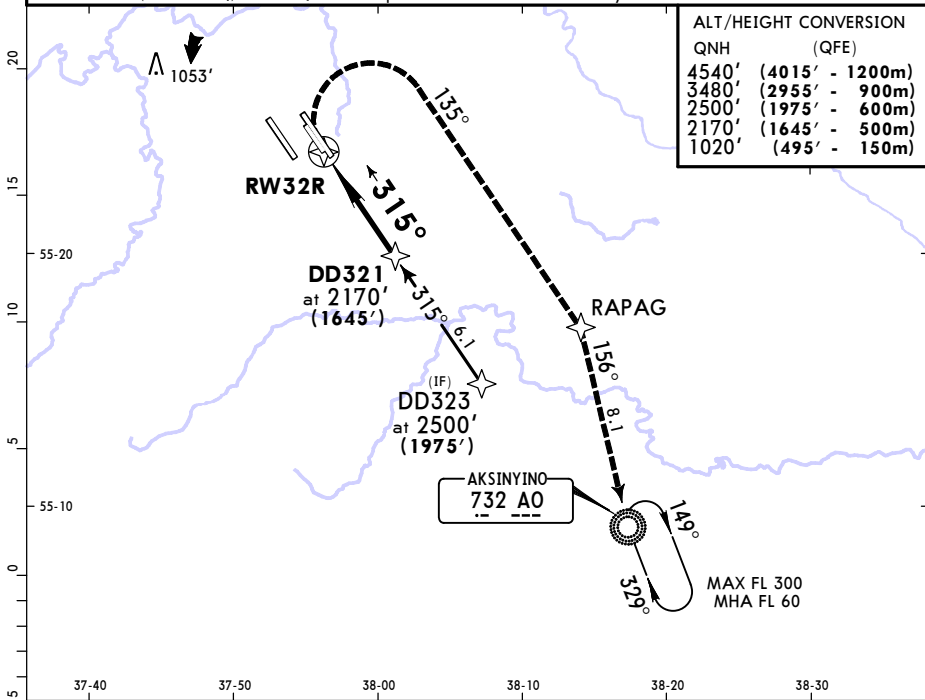 ALT/HEIGHT CONVERSION
QNH (QFE)
4540' (4015' - 1200m)
3480' (2955' - 900m)
2500' (1975' - 600m)
2170' (1645' - 500m)
1020' (495' - 150m)
1053'
135°
RW32R
315°
DD321
at 2170'
(1645')
315° 6.1
(IF)
DD323
at 2500'
(1975')
RAPAG
156°
8.1
AKSINYINO
732 AO
149°
329°
MAX FL 300
MHA FL 60
20
15
10
5
0
5
55-20
55-10
37-40
37-50
38-00
38-10
38-20
38-30